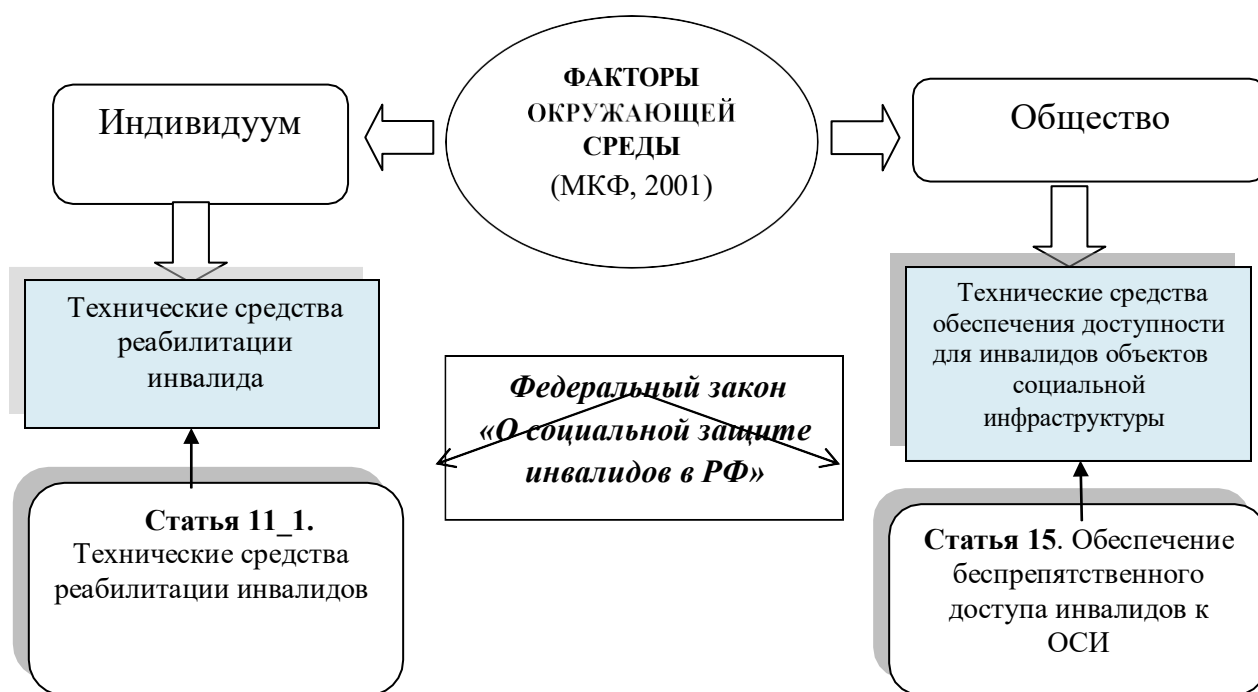 ФАКТОРЫ
ОКРУЖАЮЩЕЙ
СРЕДЫ
(МКФ, 2001)
Индивидуум
Общество
Технические средства
реабилитации
инвалида
Технические средства
обеспечения доступности
для инвалидов объектов
социальной
инфраструктуры
Федеральный закон
«О социальной защите
инвалидов в РФ»
Статья 11_1.
Технические средства
реабилитации инвалидов
Статья 15. Обеспечение
беспрепятственного
доступа инвалидов к
ОСИ